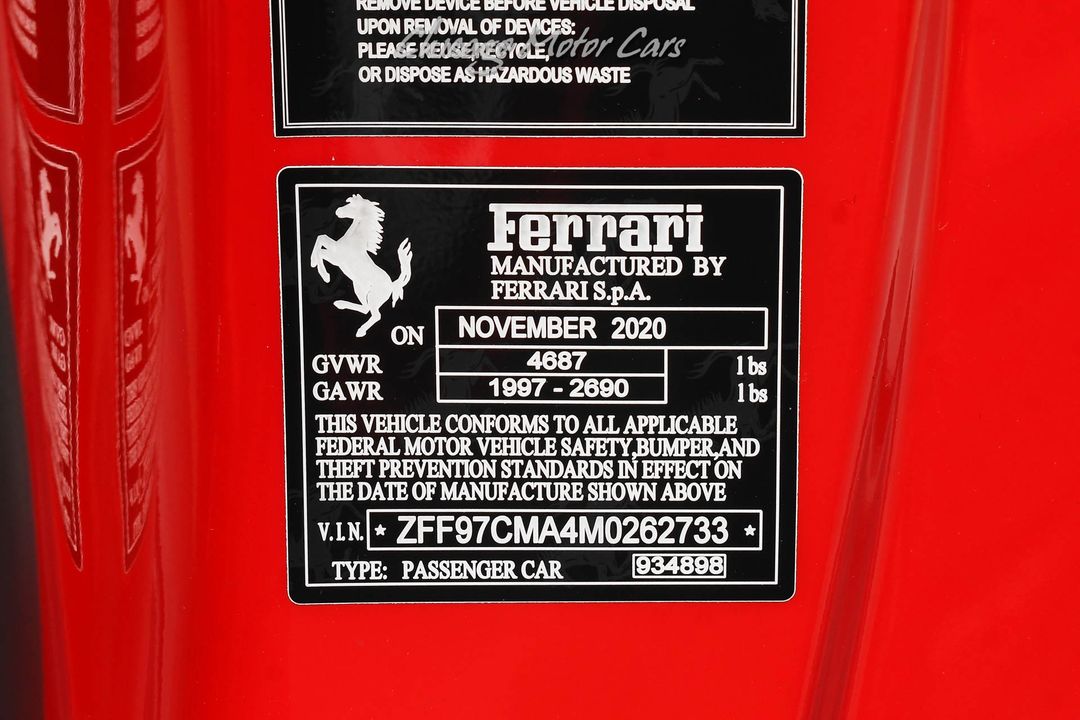 REMOVE DEVICE BEFORE VEHICLE DISPOSAL
UPON REMOVAL OF DEVICES:
PLEASE REUSE,RECYCLE,
OR DISPOSE AS HAZARDOUS WASTE
Chicago Motor Cars
Ferrari
MANUFACTURED BY
FERRARI S.p.A.
ON NOVEMBER 2020
GVWR 4687 lbs
GAWR 1997 - 2690 lbs
THIS VEHICLE CONFORMS TO ALL APPLICABLE
FEDERAL MOTOR VEHICLE SAFETY,BUMPER,AND
THEFT PREVENTION STANDARDS IN EFFECT ON
THE DATE OF MANUFACTURE SHOWN ABOVE
V.I.N. * ZFF97CMA4M0262733 *
TYPE: PASSENGER CAR 934898